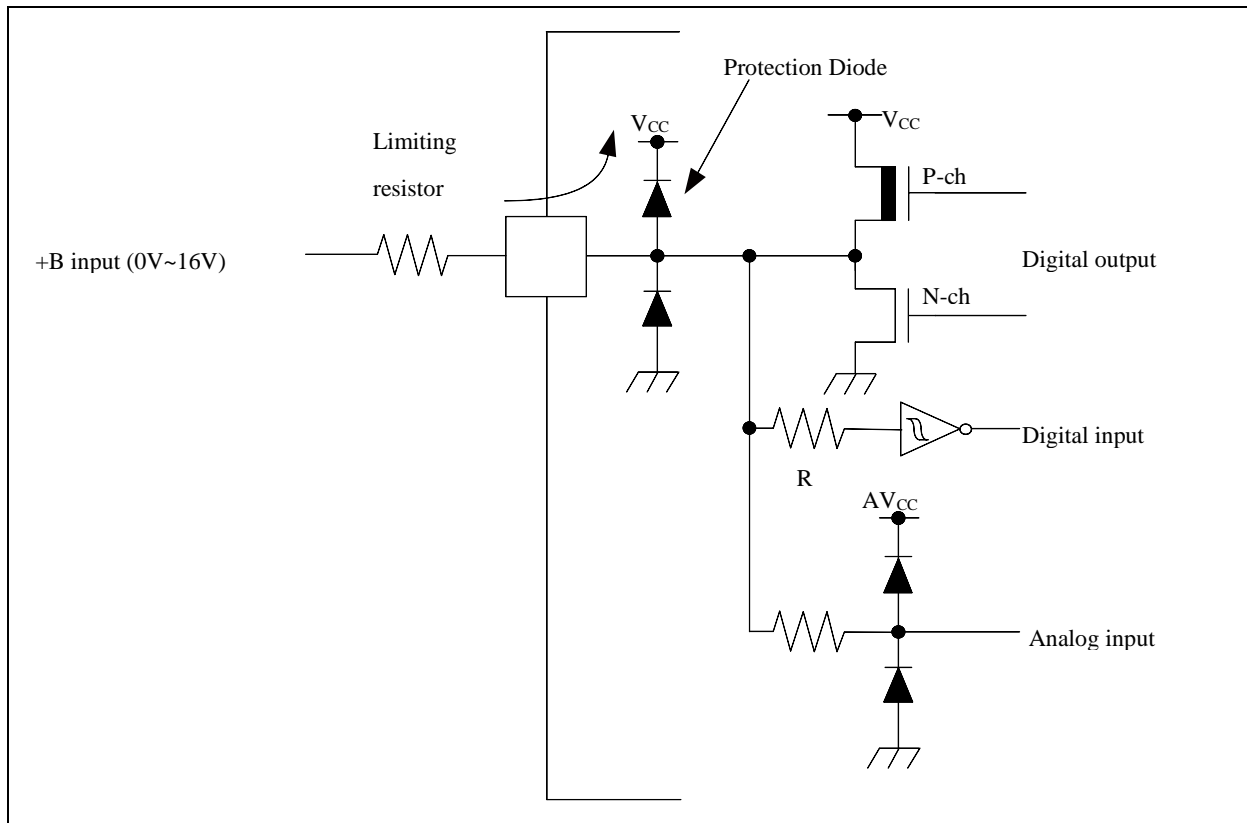 Protection Diode
VCC
VCC
Limiting
resistor
P-ch
+B input (0V~16V)
Digital output
N-ch
Digital input
R
AVCC
Analog input